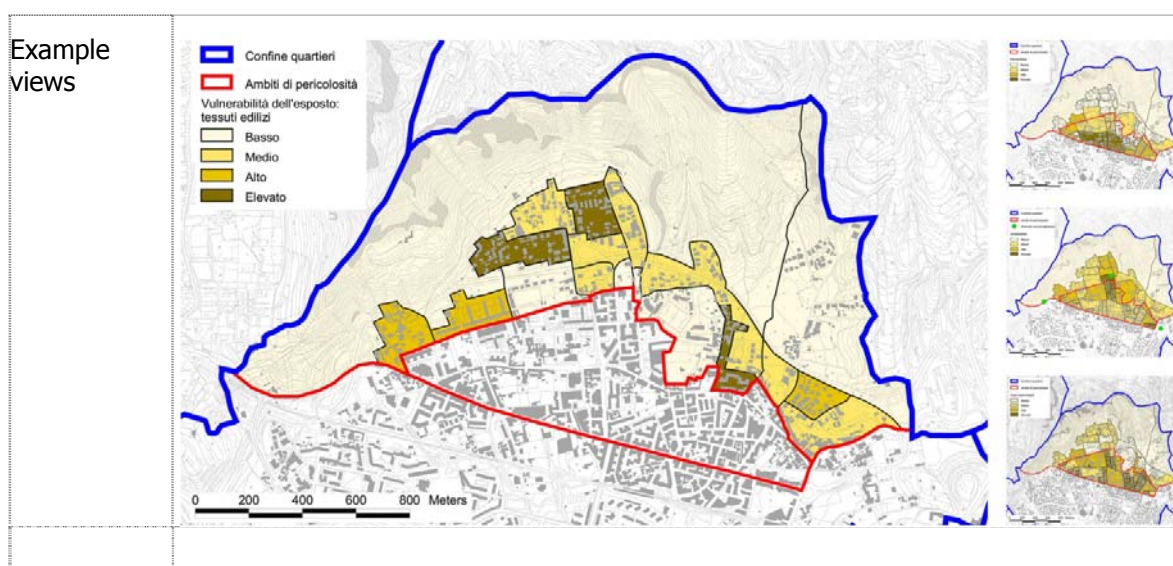 Example
views
Confine quartieri
Ambiti di pericolosità
Vulnerabilità dell'esposto:
tessuti edilizi
Basso
Medio
Alto
Elevato
0 200 400 600 800 Meters